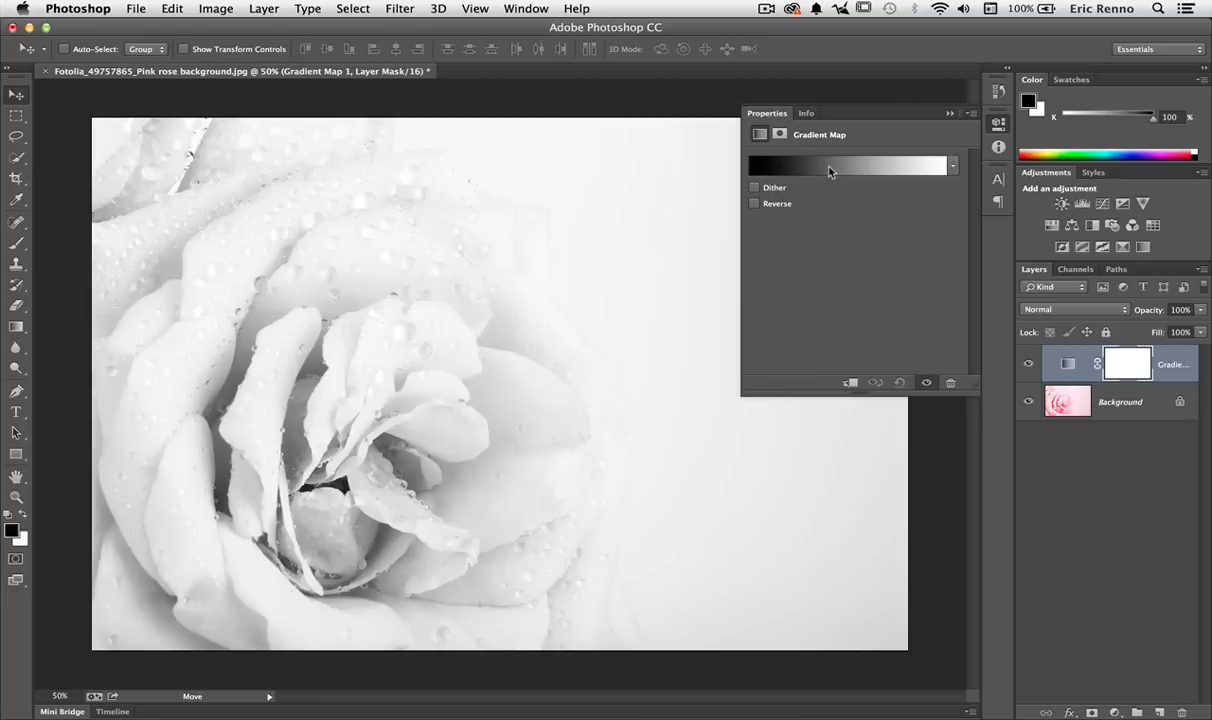 Photoshop File Edit Image Layer Type Select Filter 3D View Window Help 100% Eric Renno
Adobe Photoshop CC
Auto-Select: Group Show Transform Controls 3D Mode: Essentials
× Fotolia_49757865_Pink rose background.jpg @ 50% (Gradient Map 1, Layer Mask/16) *
Color Swatches
K 100 %
Properties Info
Gradient Map
Dither
Reverse
Adjustments Styles
Add an adjustment
Layers Channels Paths
Kind
Normal Opacity: 100%
Lock: Fill: 100%
Gradie...
Background
50% Move
Mini Bridge Timeline